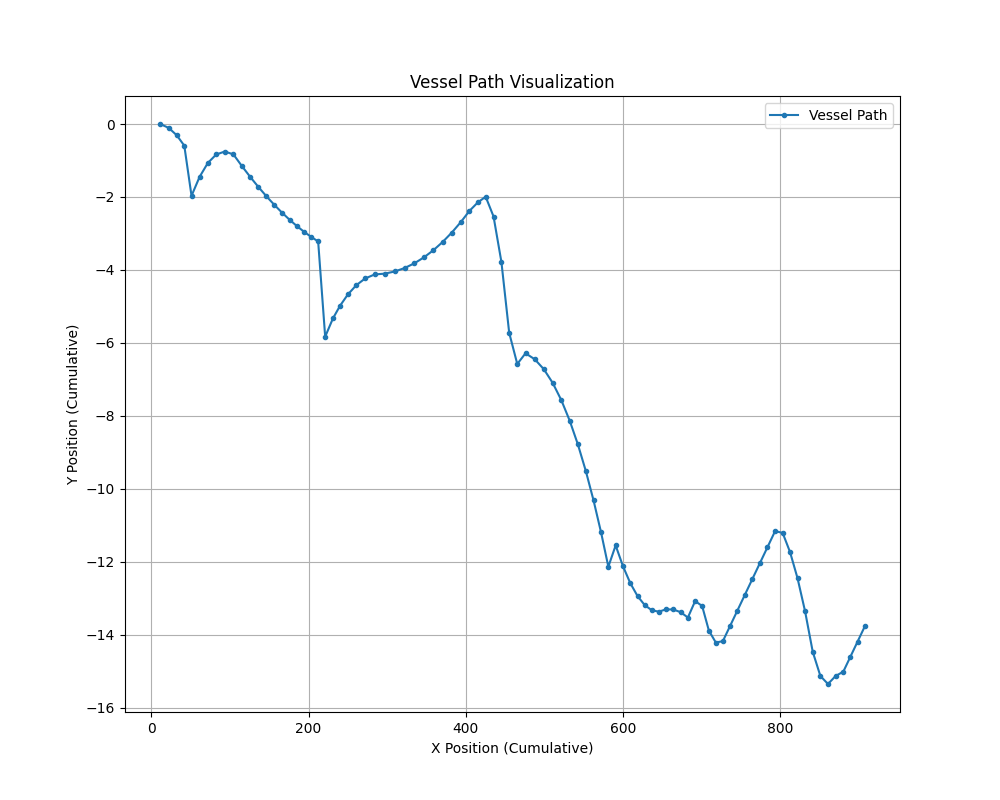 Vessel Path Visualization
Vessel Path
0
−2
−4
−6
−8
−10
−12
−14
−16
Y Position (Cumulative)
0 200 400 600 800
X Position (Cumulative)